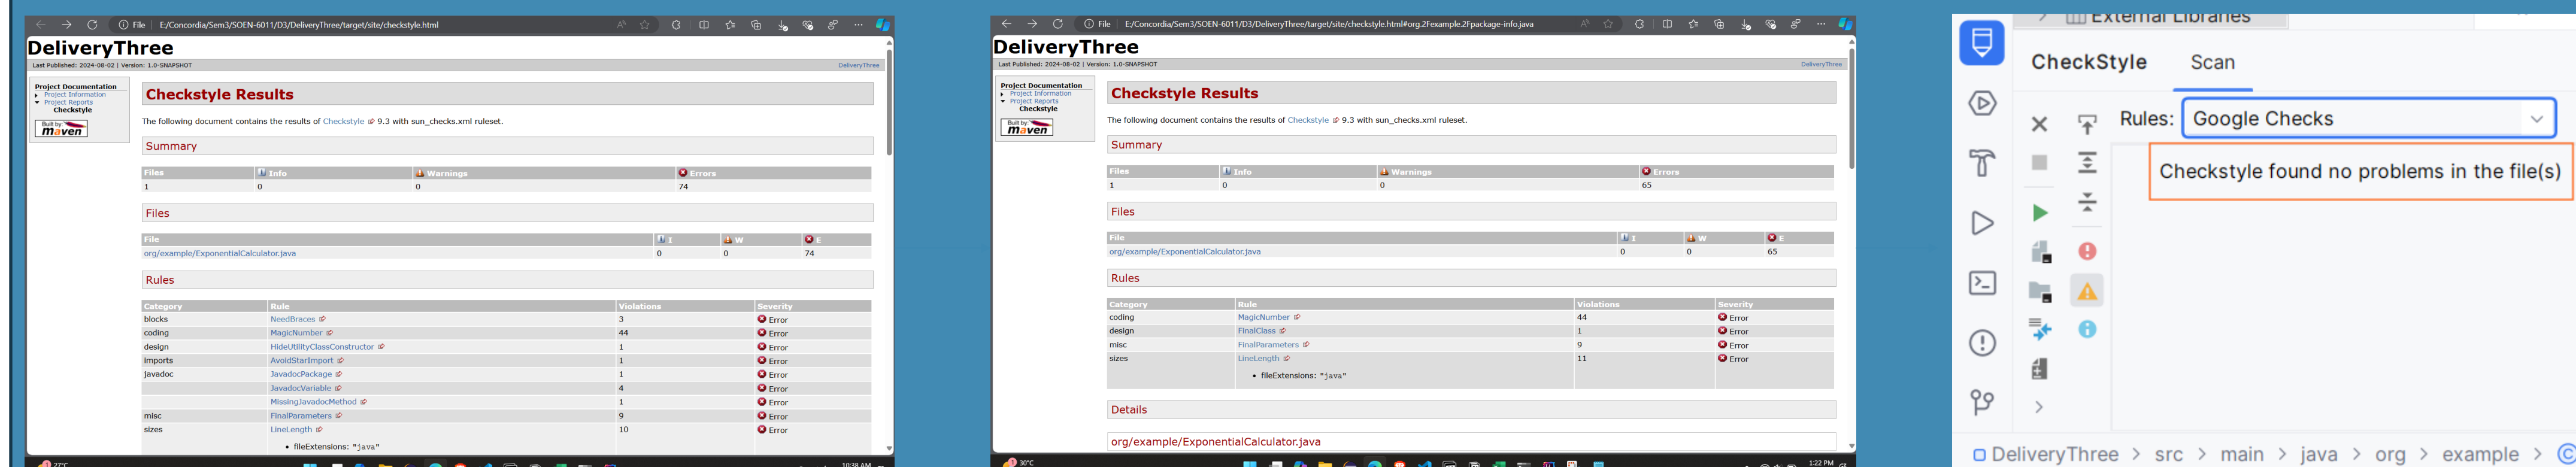 File E:/Concordia/Sem3/SOEN-6011/D3/DeliveryThree/target/site/checkstyle.html
DeliveryThree
Last Published: 2024-08-02 | Version: 1.0-SNAPSHOT
DeliveryThree
Project Documentation
Project Information
Project Reports
Checkstyle
Built by:
maven
Checkstyle Results
The following document contains the results of Checkstyle 9.3 with sun_checks.xml ruleset.
Summary
Files Info Warnings Errors
1 0 0 74
Files
File I W E
org/example/ExponentialCalculator.java 0 0 74
Rules
Category Rule Violations Severity
blocks NeedBraces 3 Error
coding MagicNumber 44 Error
design HideUtilityClassConstructor 1 Error
imports AvoidStarImport 1 Error
javadoc JavadocPackage 1 Error
JavadocVariable 4 Error
MissingJavadocMethod 1 Error
misc FinalParameters 9 Error
sizes LineLength 10 Error
• fileExtensions: "java"
27°C
10:38 AM
File E:/Concordia/Sem3/SOEN-6011/D3/DeliveryThree/target/site/checkstyle.html#org.2Fexample.2Fpackage-info.java
DeliveryThree
Last Published: 2024-08-02 | Version: 1.0-SNAPSHOT
DeliveryThree
Project Documentation
Project Information
Project Reports
Checkstyle
Built by:
maven
Checkstyle Results
The following document contains the results of Checkstyle 9.3 with sun_checks.xml ruleset.
Summary
Files Info Warnings Errors
1 0 0 65
Files
File I W E
org/example/ExponentialCalculator.java 0 0 65
Rules
Category Rule Violations Severity
coding MagicNumber 44 Error
design FinalClass 1 Error
misc FinalParameters 9 Error
sizes LineLength 11 Error
• fileExtensions: "java"
Details
org/example/ExponentialCalculator.java
30°C
1:22 PM
External Libraries
CheckStyle Scan
Rules: Google Checks
Checkstyle found no problems in the file(s)
DeliveryThree > src > main > java > org > example >